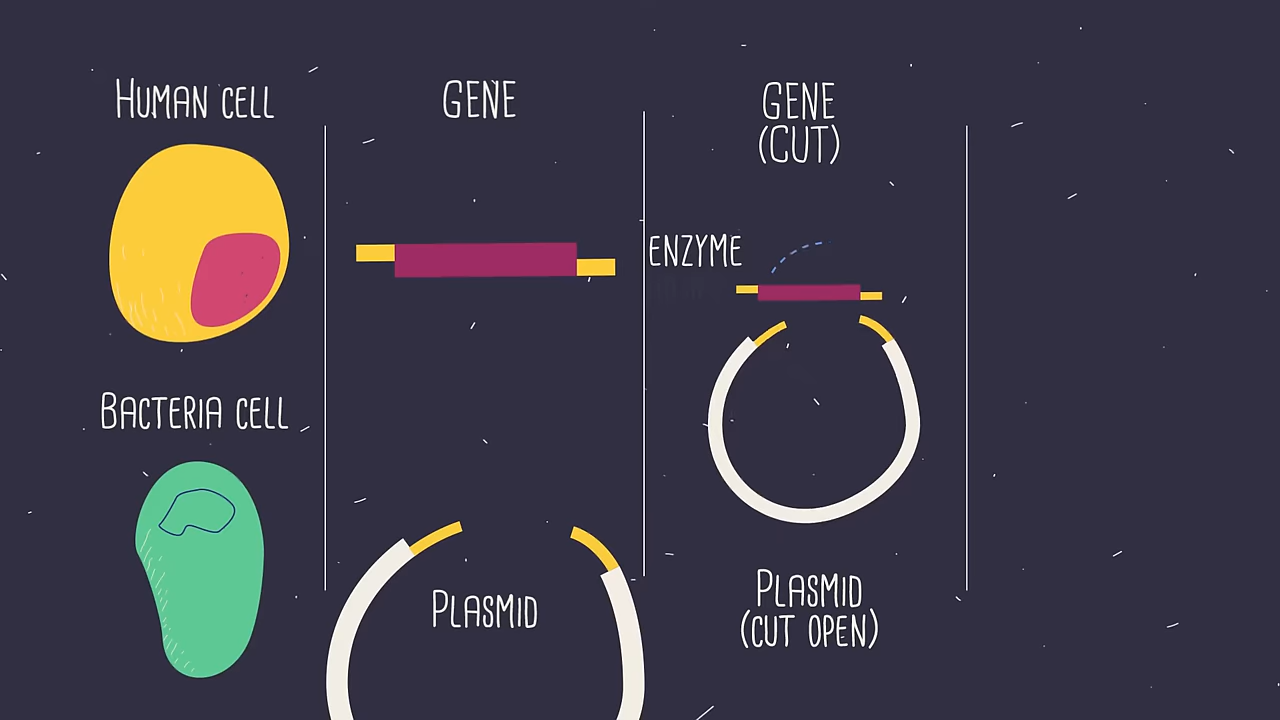 HUMAN CELL
BACTERIA CELL
GENE
PLASMID
GENE
(CUT)
ENZYME
PLASMID
(CUT OPEN)